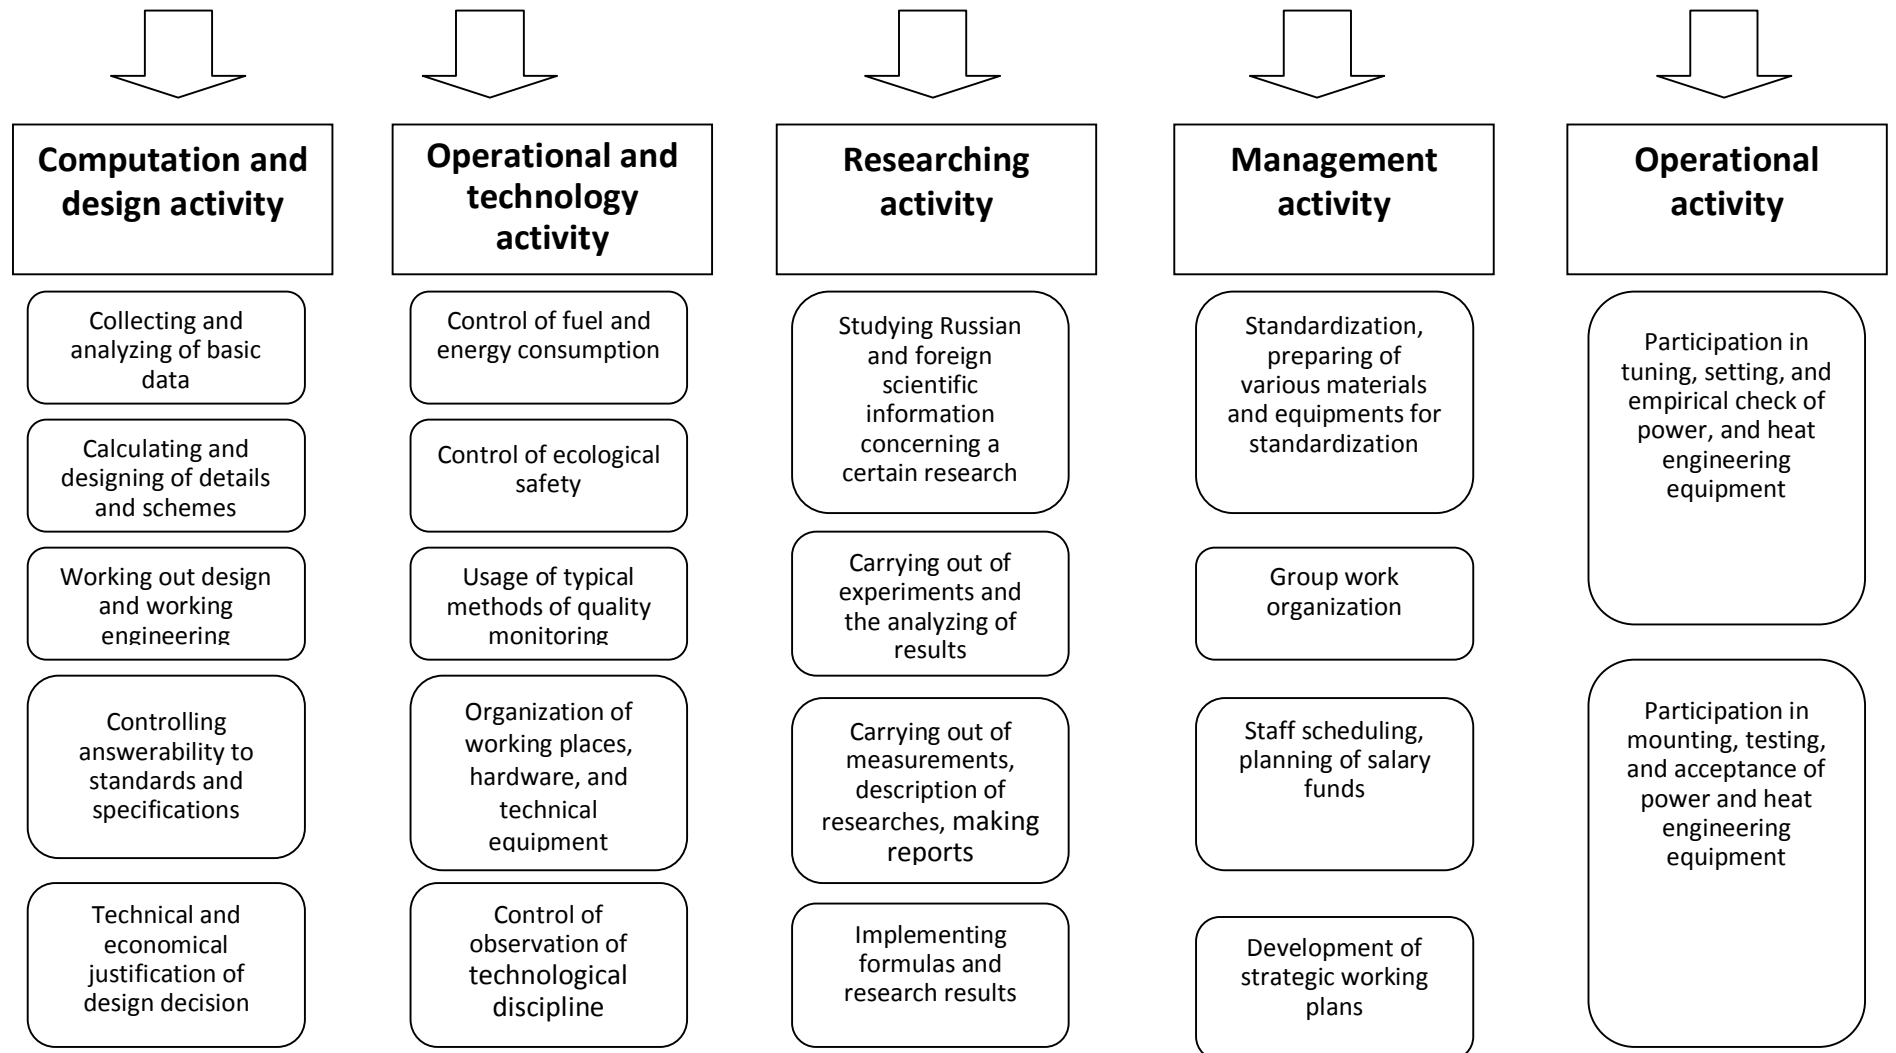 Computation and
design activity
Collecting and
analyzing of basic
data
Calculating and
designing of details
and schemes
Working out design
and working
engineering
Controlling
answerability to
standards and
specifications
Technical and
economical
justification of
design decision
Operational and
technology
activity
Control of fuel and
energy consumption
Control of ecological
safety
Usage of typical
methods of quality
monitoring
Organization of
working places,
hardware, and
technical
equipment
Control of
observation of
technological
discipline
Researching
activity
Studying Russian
and foreign
scientific
information
concerning a
certain research
Carrying out of
experiments and
the analyzing of
results
Carrying out of
measurements,
description of
researches, making
reports
Implementing
formulas and
research results
Management
activity
Standardization,
preparing of
various materials
and equipments for
standardization
Group work
organization
Staff scheduling,
planning of salary
funds
Development of
strategic working
plans
Operational
activity
Participation in
tuning, setting, and
empirical check of
power, and heat
engineering
equipment
Participation in
mounting, testing,
and acceptance of
power and heat
engineering
equipment